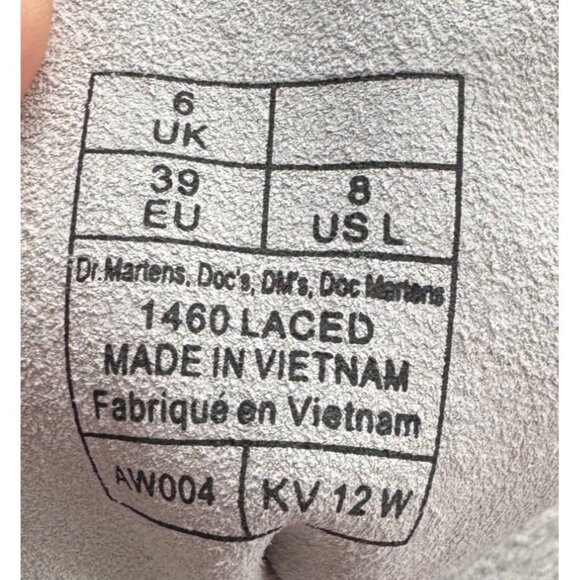 6
UK
39
EU
8
US L
Dr. Martens, Doc's, DM's, Doc Martens
1460 LACED
MADE IN VIETNAM
Fabriqué en Vietnam
AW004
KV 12 W